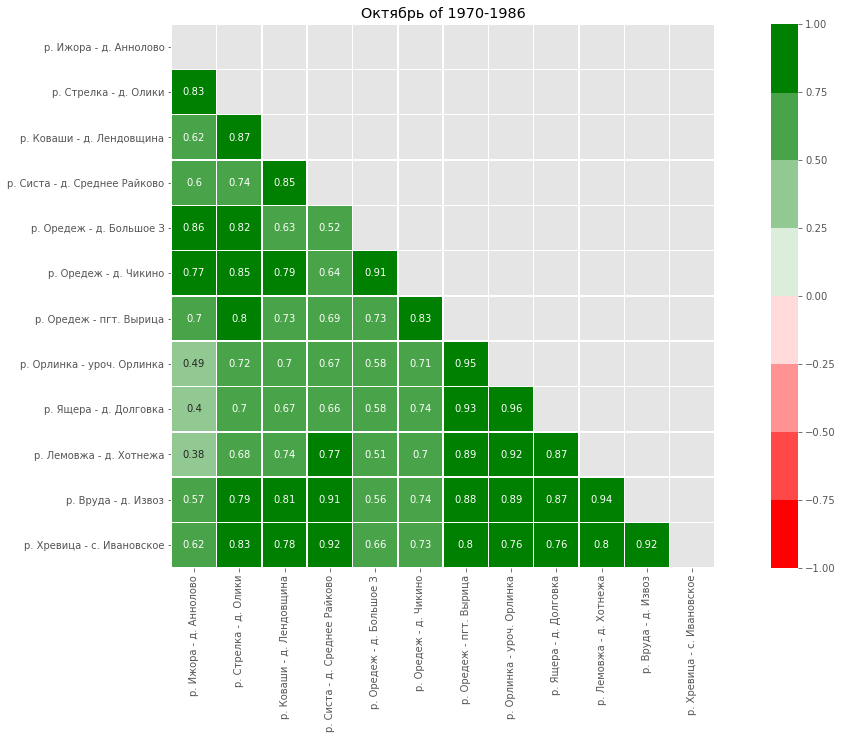 Октябрь of 1970-1986
р. Ижора - д. Аннолово
р. Стрелка - д. Олики
0.83
р. Коваши - д. Лендовщина
0.62 0.87
р. Систа - д. Среднее Райково
0.6 0.74 0.85
р. Оредеж - д. Большое З
0.86 0.82 0.63 0.52
р. Оредеж - д. Чикино
0.77 0.85 0.79 0.64 0.91
р. Оредеж - пгт. Вырица
0.7 0.8 0.73 0.69 0.73 0.83
р. Орлинка - уроч. Орлинка
0.49 0.72 0.7 0.67 0.58 0.71 0.95
р. Ящера - д. Долговка
0.4 0.7 0.67 0.66 0.58 0.74 0.93 0.96
р. Лемовжа - д. Хотнежа
0.38 0.68 0.74 0.77 0.51 0.7 0.89 0.92 0.87
р. Вруда - д. Извоз
0.57 0.79 0.81 0.91 0.56 0.74 0.88 0.89 0.87 0.94
р. Хревица - с. Ивановское
0.62 0.83 0.78 0.92 0.66 0.73 0.8 0.76 0.76 0.8 0.92
р. Ижора - д. Аннолово
р. Стрелка - д. Олики
р. Коваши - д. Лендовщина
р. Систа - д. Среднее Райково
р. Оредеж - д. Большое З
р. Оредеж - д. Чикино
р. Оредеж - пгт. Вырица
р. Орлинка - уроч. Орлинка
р. Ящера - д. Долговка
р. Лемовжа - д. Хотнежа
р. Вруда - д. Извоз
р. Хревица - с. Ивановское
1.00
0.75
0.50
0.25
0.00
−0.25
−0.50
−0.75
−1.00